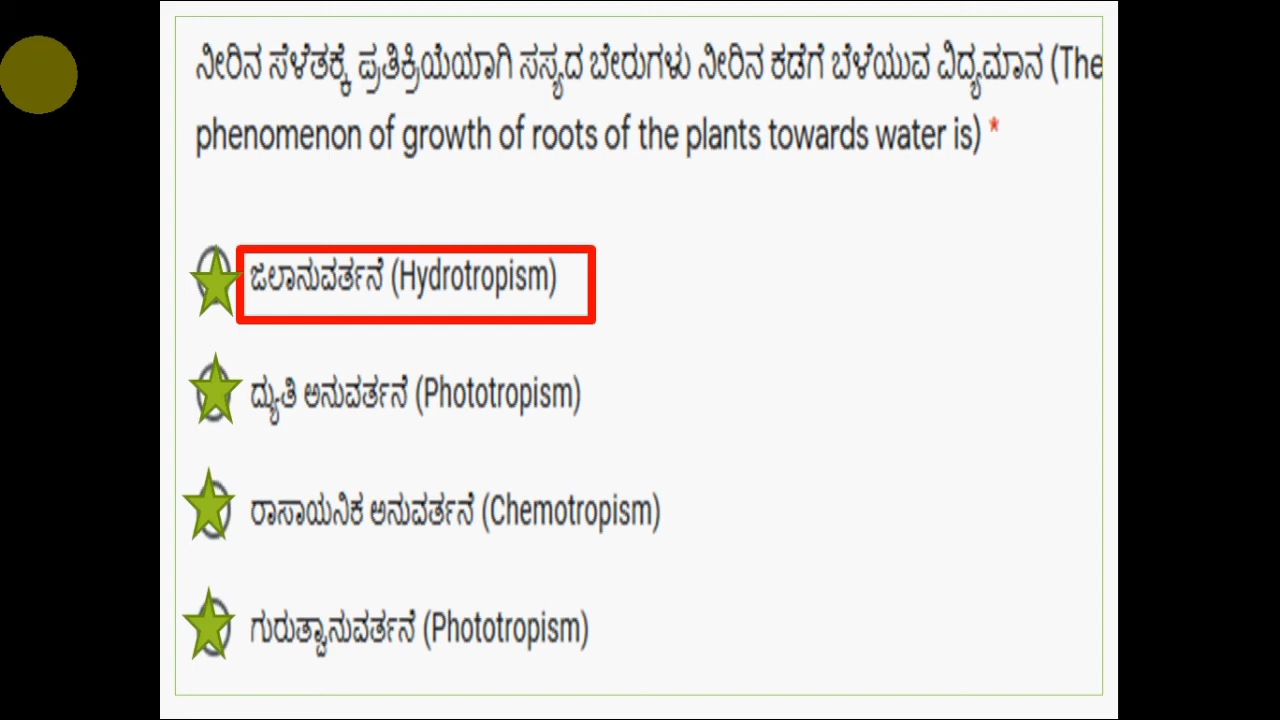 ನೀರಿನ ಸೆಳೆತಕ್ಕೆ ಪ್ರತಿಕ್ರಿಯೆಯಾಗಿ ಸಸ್ಯದ ಬೇರುಗಳು ನೀರಿನ ಕಡೆಗೆ ಬೆಳೆಯುವ ವಿದ್ಯಮಾನ (The
phenomenon of growth of roots of the plants towards water is) *
ಜಲಾನುವರ್ತನೆ (Hydrotropism)
ದ್ಯುತಿ ಅನುವರ್ತನೆ (Phototropism)
ರಾಸಾಯನಿಕ ಅನುವರ್ತನೆ (Chemotropism)
ಗುರುತ್ವಾನುವರ್ತನೆ (Phototropism)